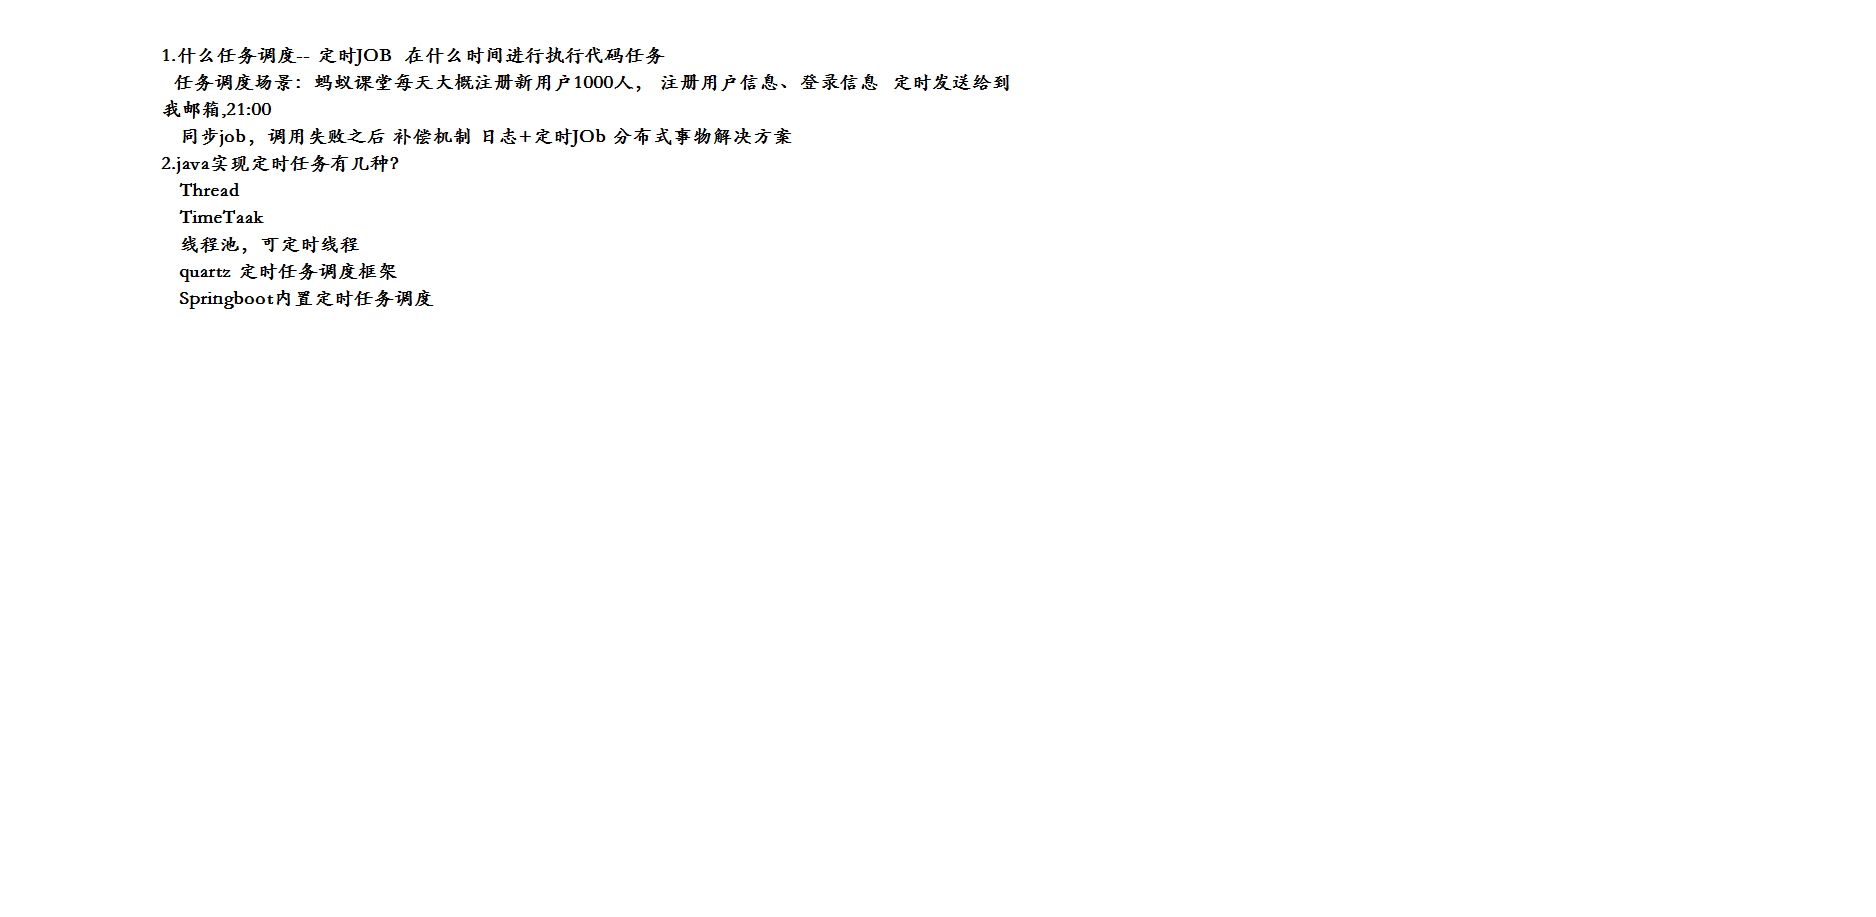 1.什么任务调度-- 定时JOB  在什么时间进行执行代码任务
任务调度场景：蚂蚁课堂每天大概注册新用户1000人， 注册用户信息、登录信息  定时发送给到
我邮箱,21:00
同步job，调用失败之后 补偿机制 日志+定时JOb 分布式事物解决方案
2.java实现定时任务有几种?
Thread
TimeTaak
线程池，可定时线程
quartz 定时任务调度框架
Springboot内置定时任务调度